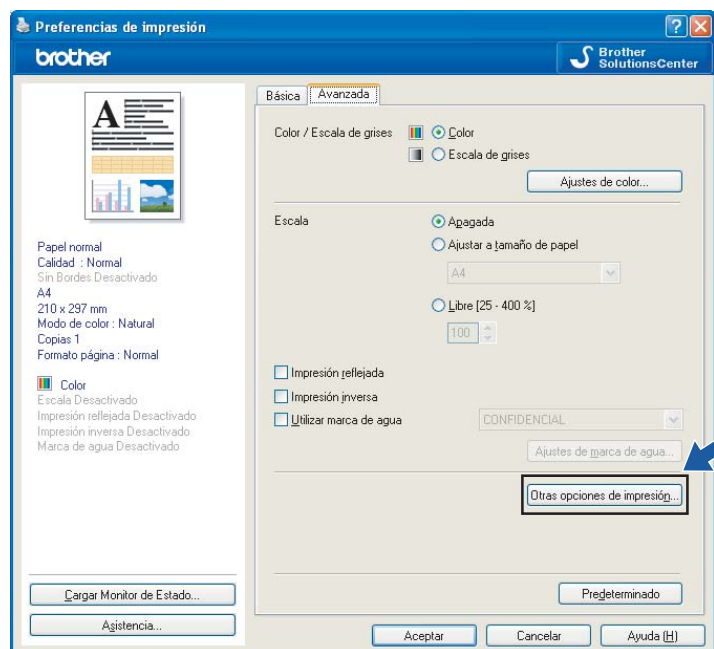 Preferencias de impresión
brother
Brother
SolutionsCenter
A
Papel normal
Calidad : Normal
Sin Bordes Desactivado
A4
210 x 297 mm
Modo de color : Natural
Copias 1
Formato página : Normal
Color
Escala Desactivado
Impresión reflejada Desactivado
Impresión inversa Desactivado
Marca de agua Desactivado
Cargar Monitor de Estado...
Asistencia...
Básica Avanzada
Color / Escala de grises Color
Escala de grises
Ajustes de color...
Escala Apagada
Ajustar a tamaño de papel
A4
Libre [25 - 400 %]
100
Impresión reflejada
Impresión inversa
Utilizar marca de agua CONFIDENCIAL
Ajustes de marca de agua...
Otras opciones de impresión...
Predeterminado
Aceptar Cancelar Ayuda (H)